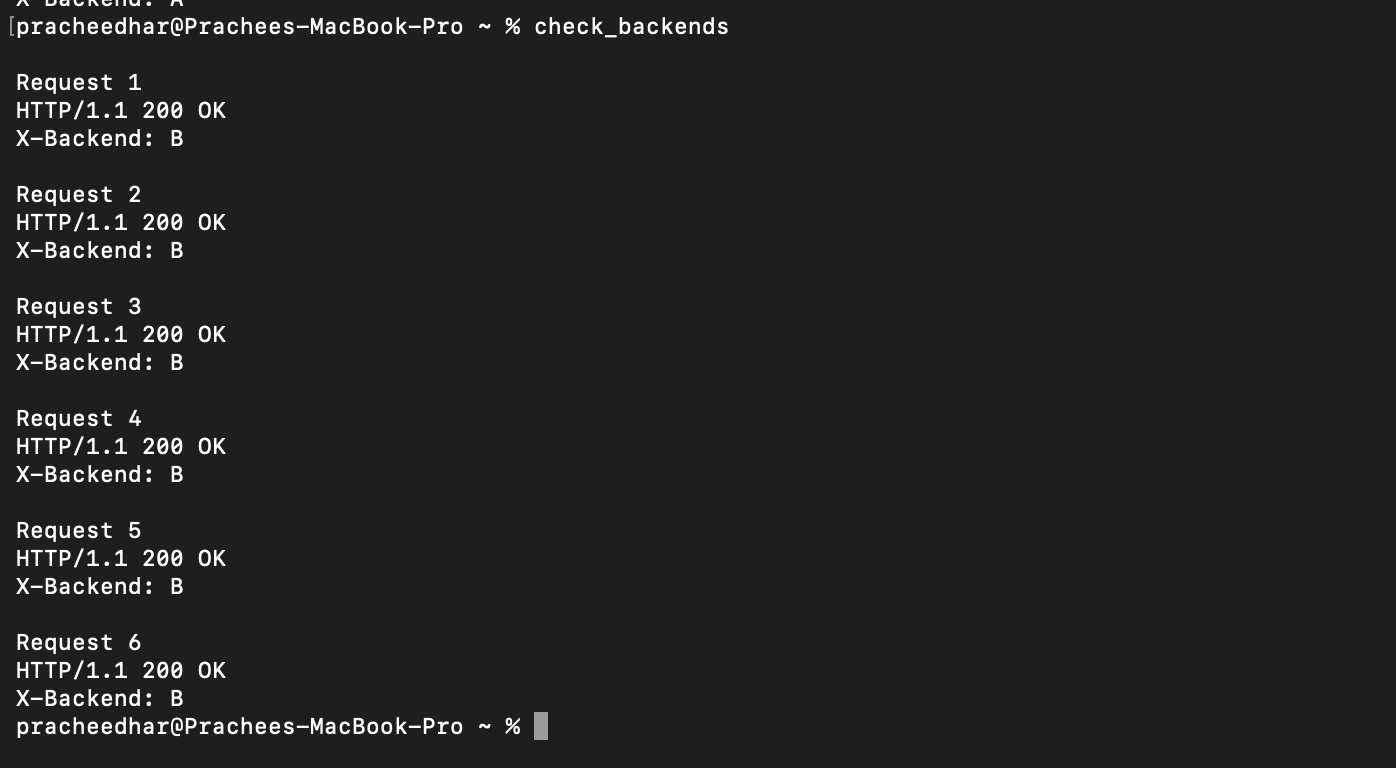 X-Backend: A
[pracheedhar@Prachees-MacBook-Pro ~ % check_backends
Request 1
HTTP/1.1 200 OK
X-Backend: B
Request 2
HTTP/1.1 200 OK
X-Backend: B
Request 3
HTTP/1.1 200 OK
X-Backend: B
Request 4
HTTP/1.1 200 OK
X-Backend: B
Request 5
HTTP/1.1 200 OK
X-Backend: B
Request 6
HTTP/1.1 200 OK
X-Backend: B
pracheedhar@Prachees-MacBook-Pro ~ %